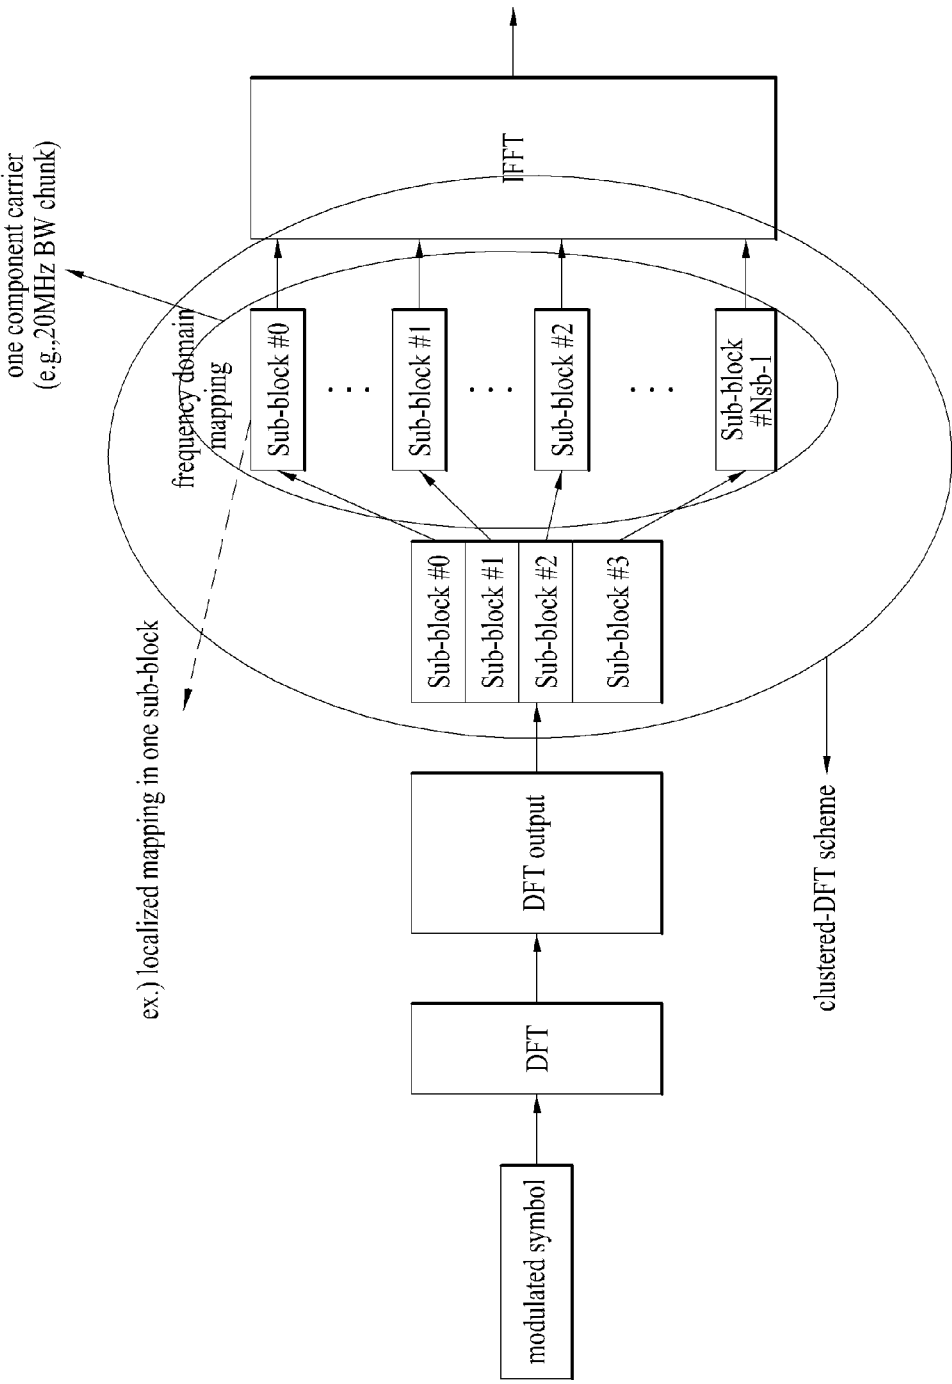 modulated symbol
DFT
DFT output
Sub-block #0
Sub-block #1
Sub-block #2
Sub-block #3
frequency domain
mapping
Sub-block #0
. . .
Sub-block #1
. . .
Sub-block #2
. . .
Sub-block
#Nsb-1
IFFT
one component carrier
(e.g.,20MHz BW chunk)
ex.) localized mapping in one sub-block
clustered-DFT scheme